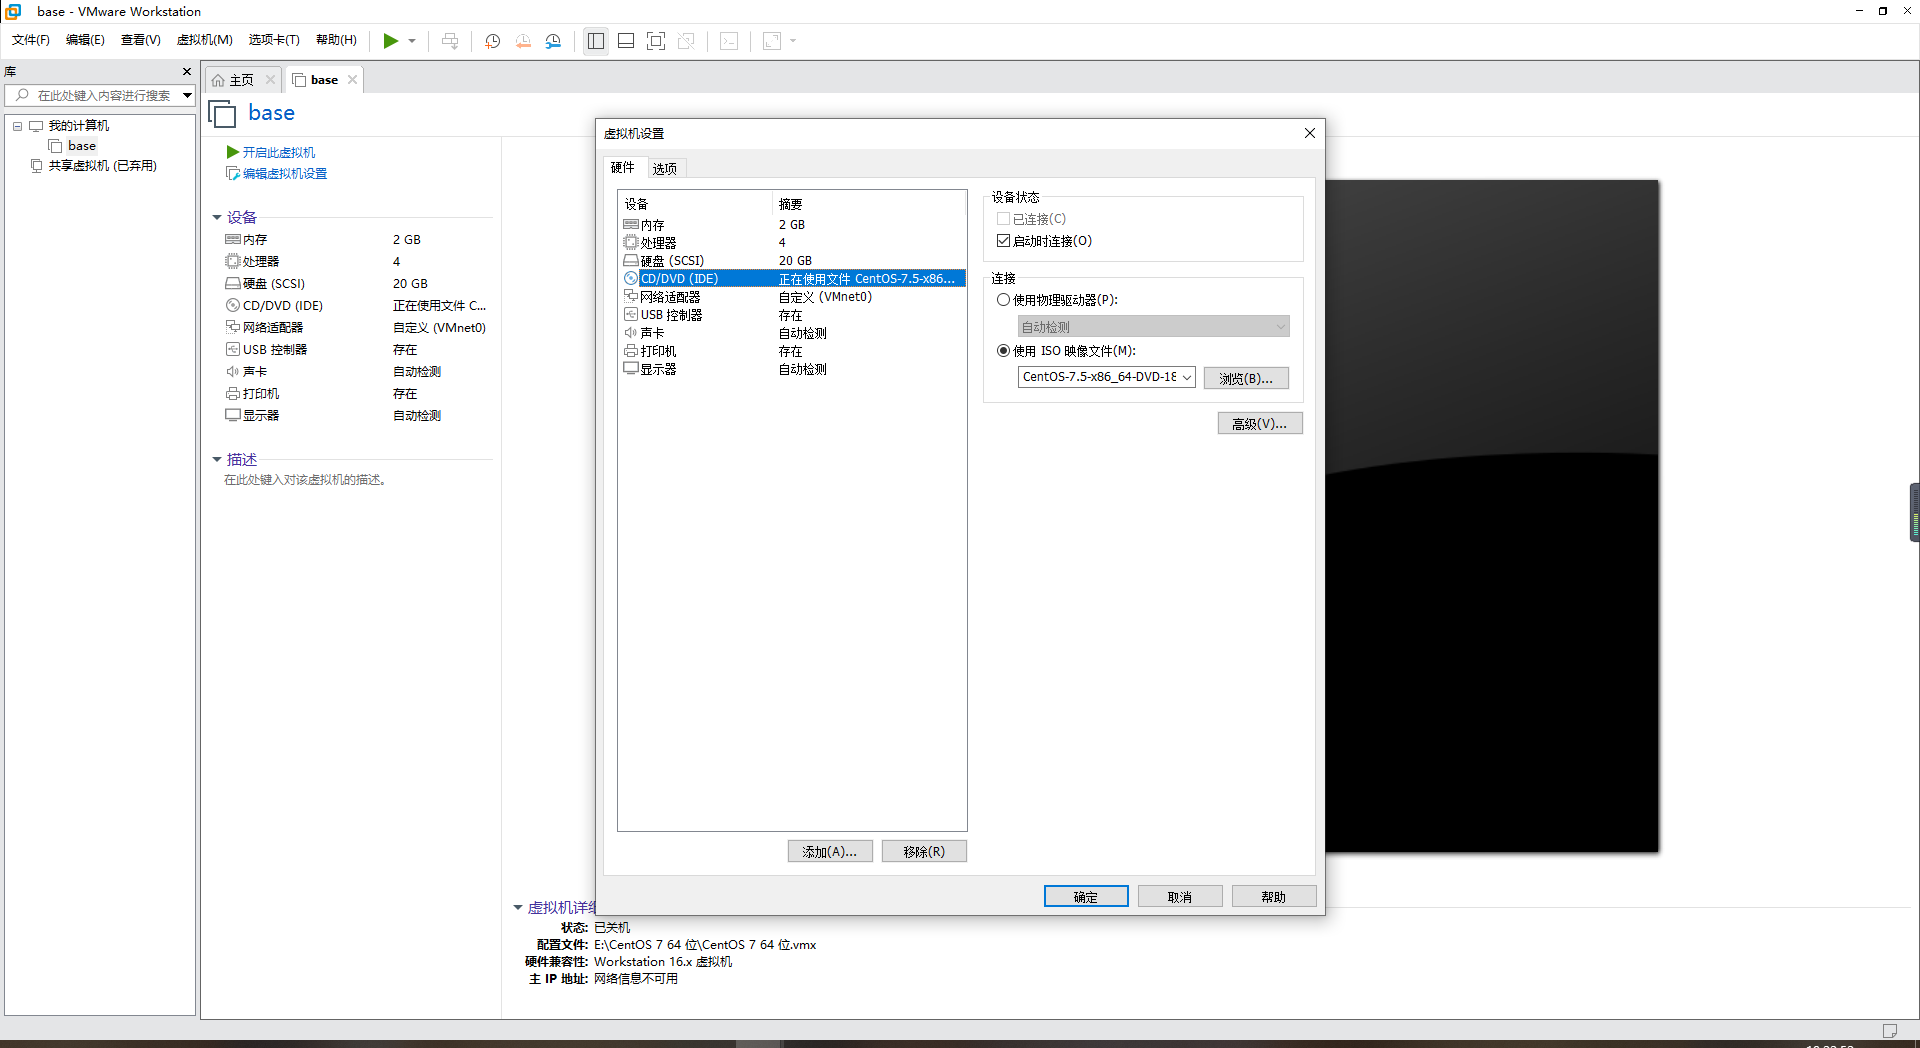 base - VMware Workstation
文件(F) 编辑(E) 查看(V) 虚拟机(M) 选项卡(T) 帮助(H)
库
在此处键入内容进行搜索
我的计算机
base
共享虚拟机 (已弃用)
主页
base
base
开启此虚拟机
编辑虚拟机设置
设备
内存 2 GB
处理器 4
硬盘 (SCSI) 20 GB
CD/DVD (IDE) 正在使用文件 C...
网络适配器 自定义 (VMnet0)
USB 控制器 存在
声卡 自动检测
打印机 存在
显示器 自动检测
描述
在此处键入对该虚拟机的描述。
虚拟机设置
硬件 选项
设备 摘要
内存 2 GB
处理器 4
硬盘 (SCSI) 20 GB
CD/DVD (IDE) 正在使用文件 CentOS-7.5-x86...
网络适配器 自定义 (VMnet0)
USB 控制器 存在
声卡 自动检测
打印机 存在
显示器 自动检测
添加(A)... 移除(R)
设备状态
已连接(C)
启动时连接(O)
连接
使用物理驱动器(P):
自动检测
使用 ISO 映像文件(M):
CentOS-7.5-x86_64-DVD-18 浏览(B)...
高级(V)...
确定 取消 帮助
虚拟机详
状态: 已关机
配置文件: E:\CentOS 7 64 位\CentOS 7 64 位.vmx
硬件兼容性: Workstation 16.x 虚拟机
主 IP 地址: 网络信息不可用